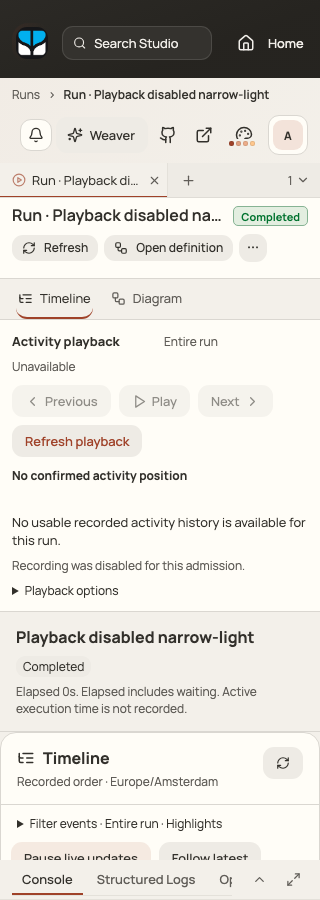 Search Studio
Home
Runs > Run · Playback disabled narrow-light
Weaver
A
Run · Playback di...
1
Run · Playback disabled na...
Completed
Refresh
Open definition
...
Timeline
Diagram
Activity playback
Entire run
Unavailable
Previous
Play
Next
Refresh playback
No confirmed activity position
No usable recorded activity history is available for
this run.
Recording was disabled for this admission.
Playback options
Playback disabled narrow-light
Completed
Elapsed 0s. Elapsed includes waiting. Active
execution time is not recorded.
Timeline
Recorded order · Europe/Amsterdam
Filter events · Entire run · Highlights
Pause live updates
Follow latest
Console
Structured Logs